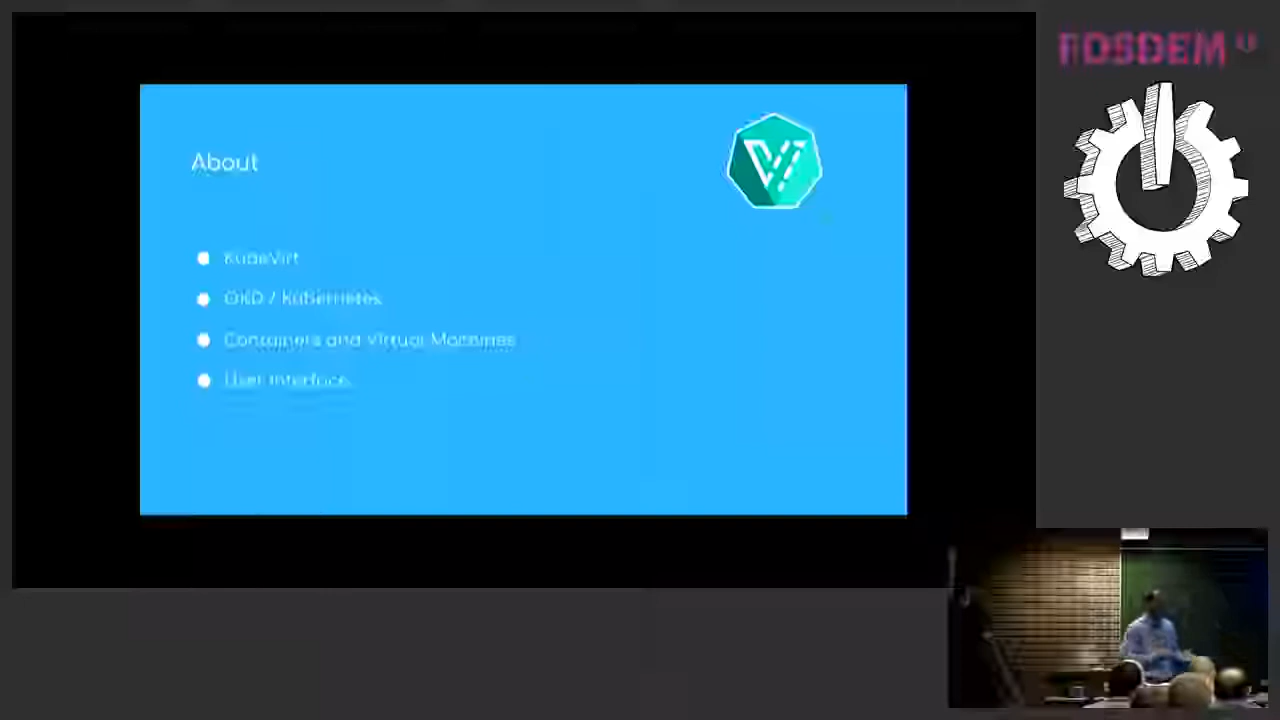 FOSDEM
About
KubeVirt
OKD / Kubernetes
Containers and Virtual Machines
User Interface